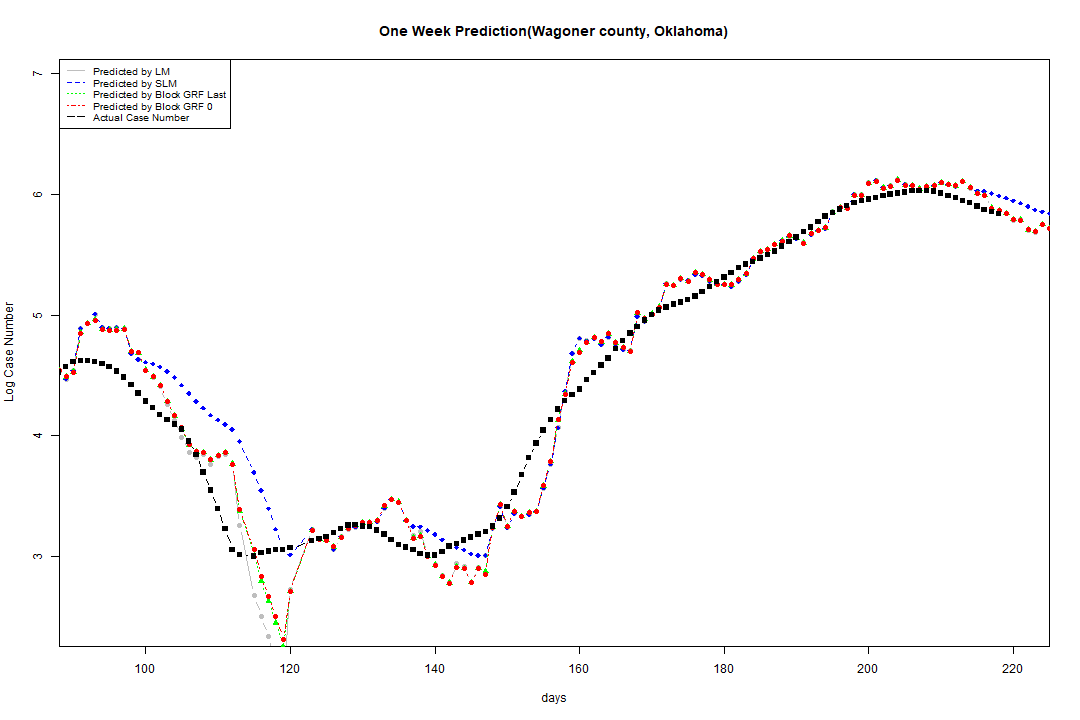 One Week Prediction(Wagoner county, Oklahoma)
Predicted by LM
Predicted by SLM
Predicted by Block GRF Last
Predicted by Block GRF 0
Actual Case Number
7
6
5
4
3
Log Case Number
100 120 140 160 180 200 220
days